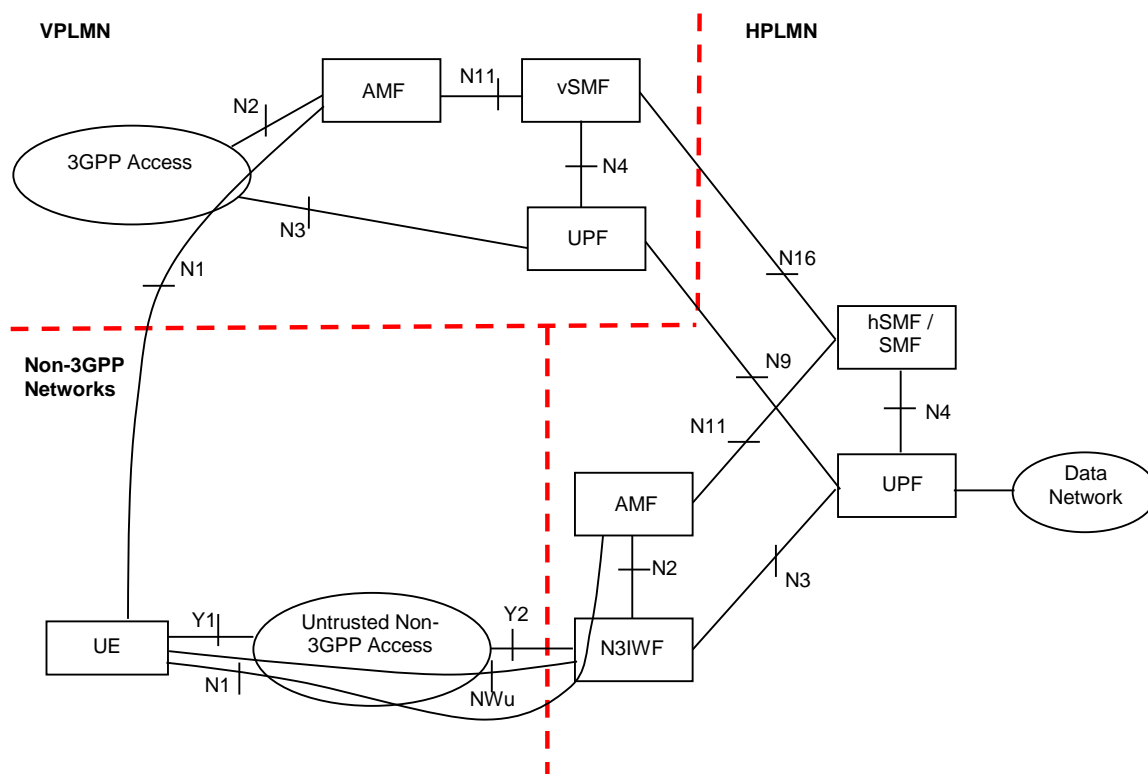 VPLMN
HPLMN
N11
AMF
vSMF
N2
3GPP Access
N4
N3
UPF
N1
N16
hSMF /
SMF
Non-3GPP
Networks
N9
N4
N11
AMF
UPF
Data
Network
N2
N3
Y1
Untrusted Non-
3GPP Access
Y2
UE
N3IWF
N1
NWu